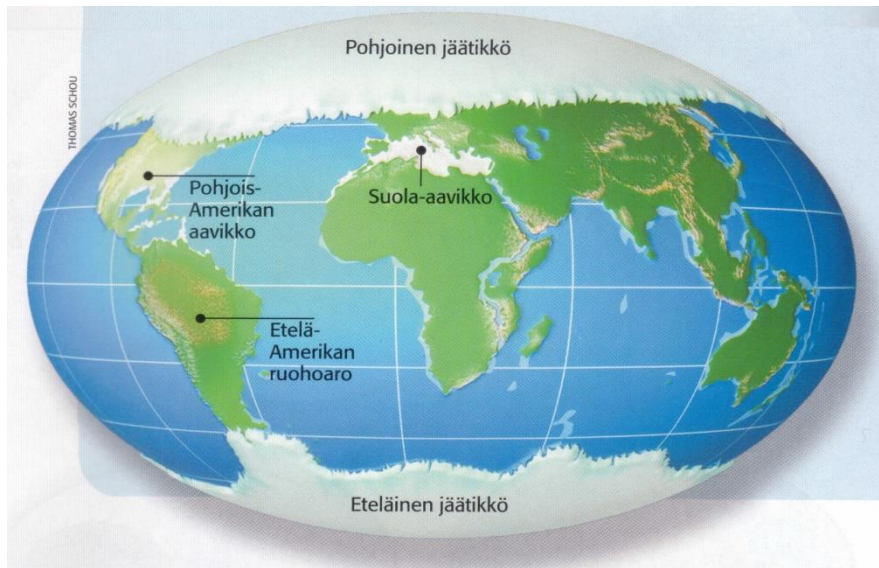 Pohjoinen jäätikkö
THOMAS SCHOU
Pohjois-
Amerikan
aavikko
Suola-aavikko
Etelä-
Amerikan
ruohoaro
Eteläinen jäätikkö